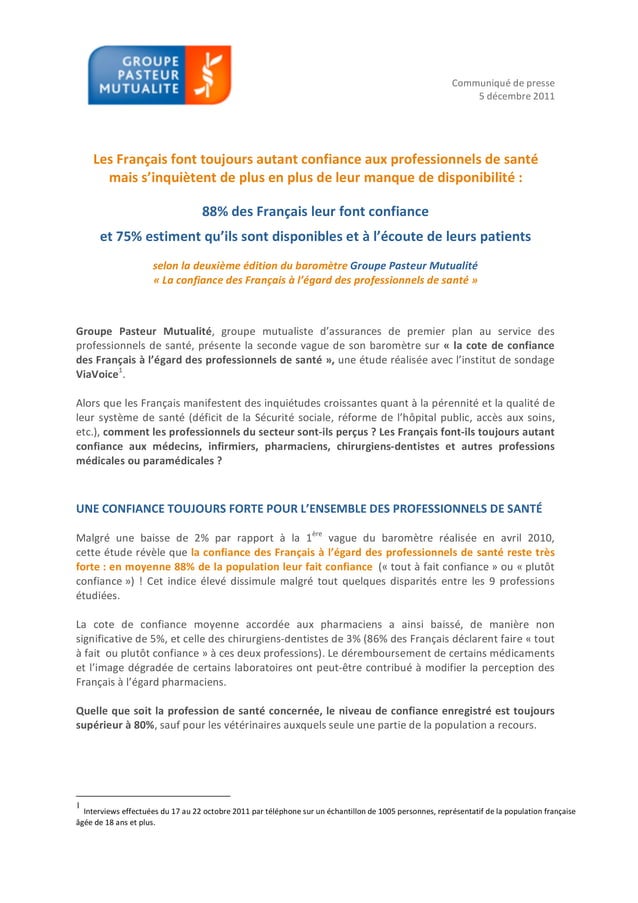 GROUPE
PASTEUR
MUTUALITE
Communiqué de presse
5 décembre 2011
Les Français font toujours autant confiance aux professionnels de santé
mais s’inquiètent de plus en plus de leur manque de disponibilité :
88% des Français leur font confiance
et 75% estiment qu’ils sont disponibles et à l’écoute de leurs patients
selon la deuxième édition du baromètre Groupe Pasteur Mutualité
« La confiance des Français à l’égard des professionnels de santé »
Groupe Pasteur Mutualité, groupe mutualiste d’assurances de premier plan au service des
professionnels de santé, présente la seconde vague de son baromètre sur « la cote de confiance
des Français à l’égard des professionnels de santé », une étude réalisée avec l’institut de sondage
ViaVoice1.
Alors que les Français manifestent des inquiétudes croissantes quant à la pérennité et la qualité de
leur système de santé (déficit de la Sécurité sociale, réforme de l’hôpital public, accès aux soins,
etc.), comment les professionnels du secteur sont-ils perçus ? Les Français font-ils toujours autant
confiance aux médecins, infirmiers, pharmaciens, chirurgiens-dentistes et autres professions
médicales ou paramédicales ?
UNE CONFIANCE TOUJOURS FORTE POUR L’ENSEMBLE DES PROFESSIONNELS DE SANTÉ
Malgré une baisse de 2% par rapport à la 1ère vague du baromètre réalisée en avril 2010,
cette étude révèle que la confiance des Français à l’égard des professionnels de santé reste très
forte : en moyenne 88% de la population leur fait confiance (« tout à fait confiance » ou « plutôt
confiance ») ! Cet indice élevé dissimule malgré tout quelques disparités entre les 9 professions
étudiées.
La cote de confiance moyenne accordée aux pharmaciens a ainsi baissé, de manière non
significative de 5%, et celle des chirurgiens-dentistes de 3% (86% des Français déclarent faire « tout
à fait ou plutôt confiance » à ces deux professions). Le déremboursement de certains médicaments
et l’image dégradée de certains laboratoires ont peut-être contribué à modifier la perception des
Français à l’égard pharmaciens.
Quelle que soit la profession de santé concernée, le niveau de confiance enregistré est toujours
supérieur à 80%, sauf pour les vétérinaires auxquels seule une partie de la population a recours.
1
Interviews effectuées du 17 au 22 octobre 2011 par téléphone sur un échantillon de 1005 personnes, représentatif de la population française
âgée de 18 ans et plus.